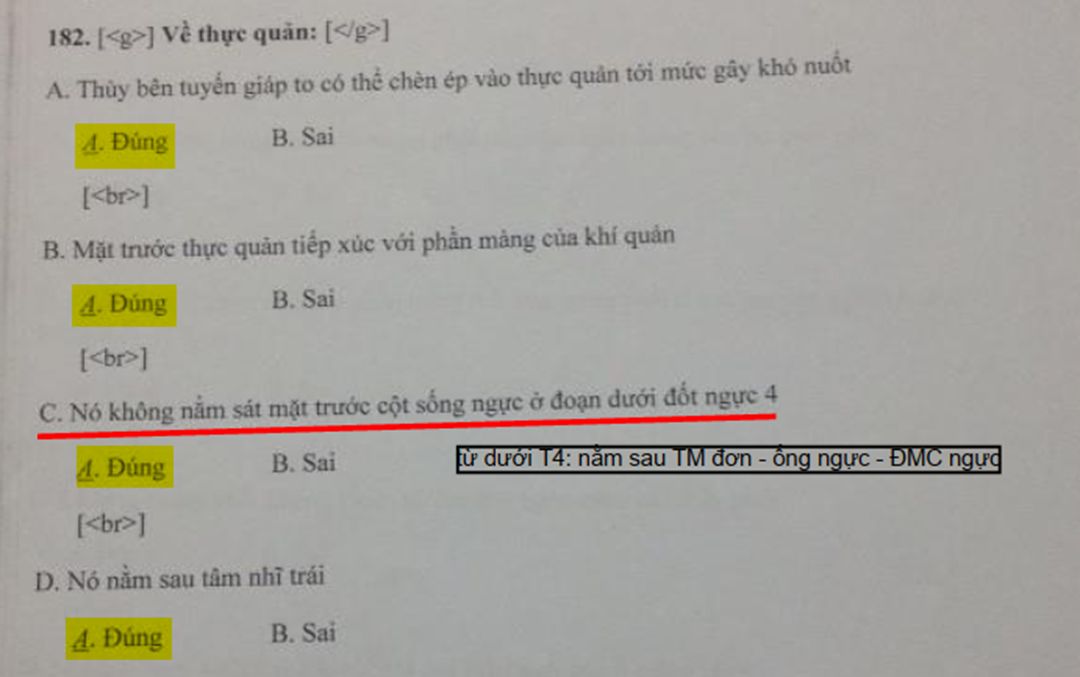 182. [<g>] Về thực quản: [</g>]
A. Thùy bên tuyến giáp to có thể chèn ép vào thực quản tới mức gây khó nuốt
A. Đúng B. Sai
[<br>]
B. Mặt trước thực quản tiếp xúc với phần màng của khí quản
A. Đúng B. Sai
[<br>]
C. Nó không nằm sát mặt trước cột sống ngực ở đoạn dưới đốt ngực 4
A. Đúng B. Sai
từ dưới T4: nằm sau TM đơn - ống ngực - ĐMC ngực
[<br>]
D. Nó nằm sau tâm nhĩ trái
A. Đúng B. Sai